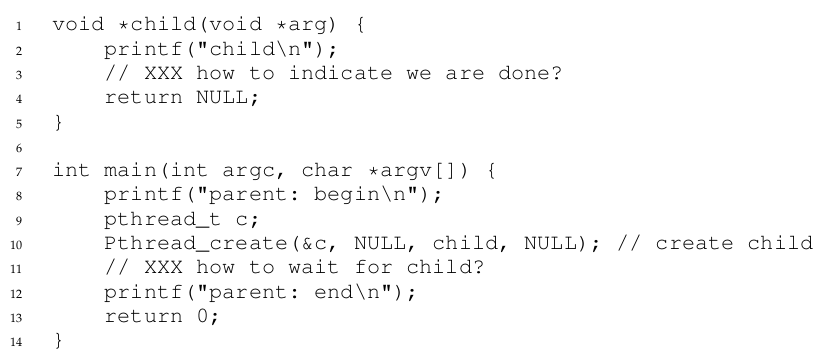 1 void *child(void *arg) {
2     printf("child\n");
3     // XXX how to indicate we are done?
4     return NULL;
5 }
6
7 int main(int argc, char *argv[]) {
8     printf("parent: begin\n");
9     pthread_t c;
10     Pthread_create(&c, NULL, child, NULL); // create child
11     // XXX how to wait for child?
12     printf("parent: end\n");
13     return 0;
14 }